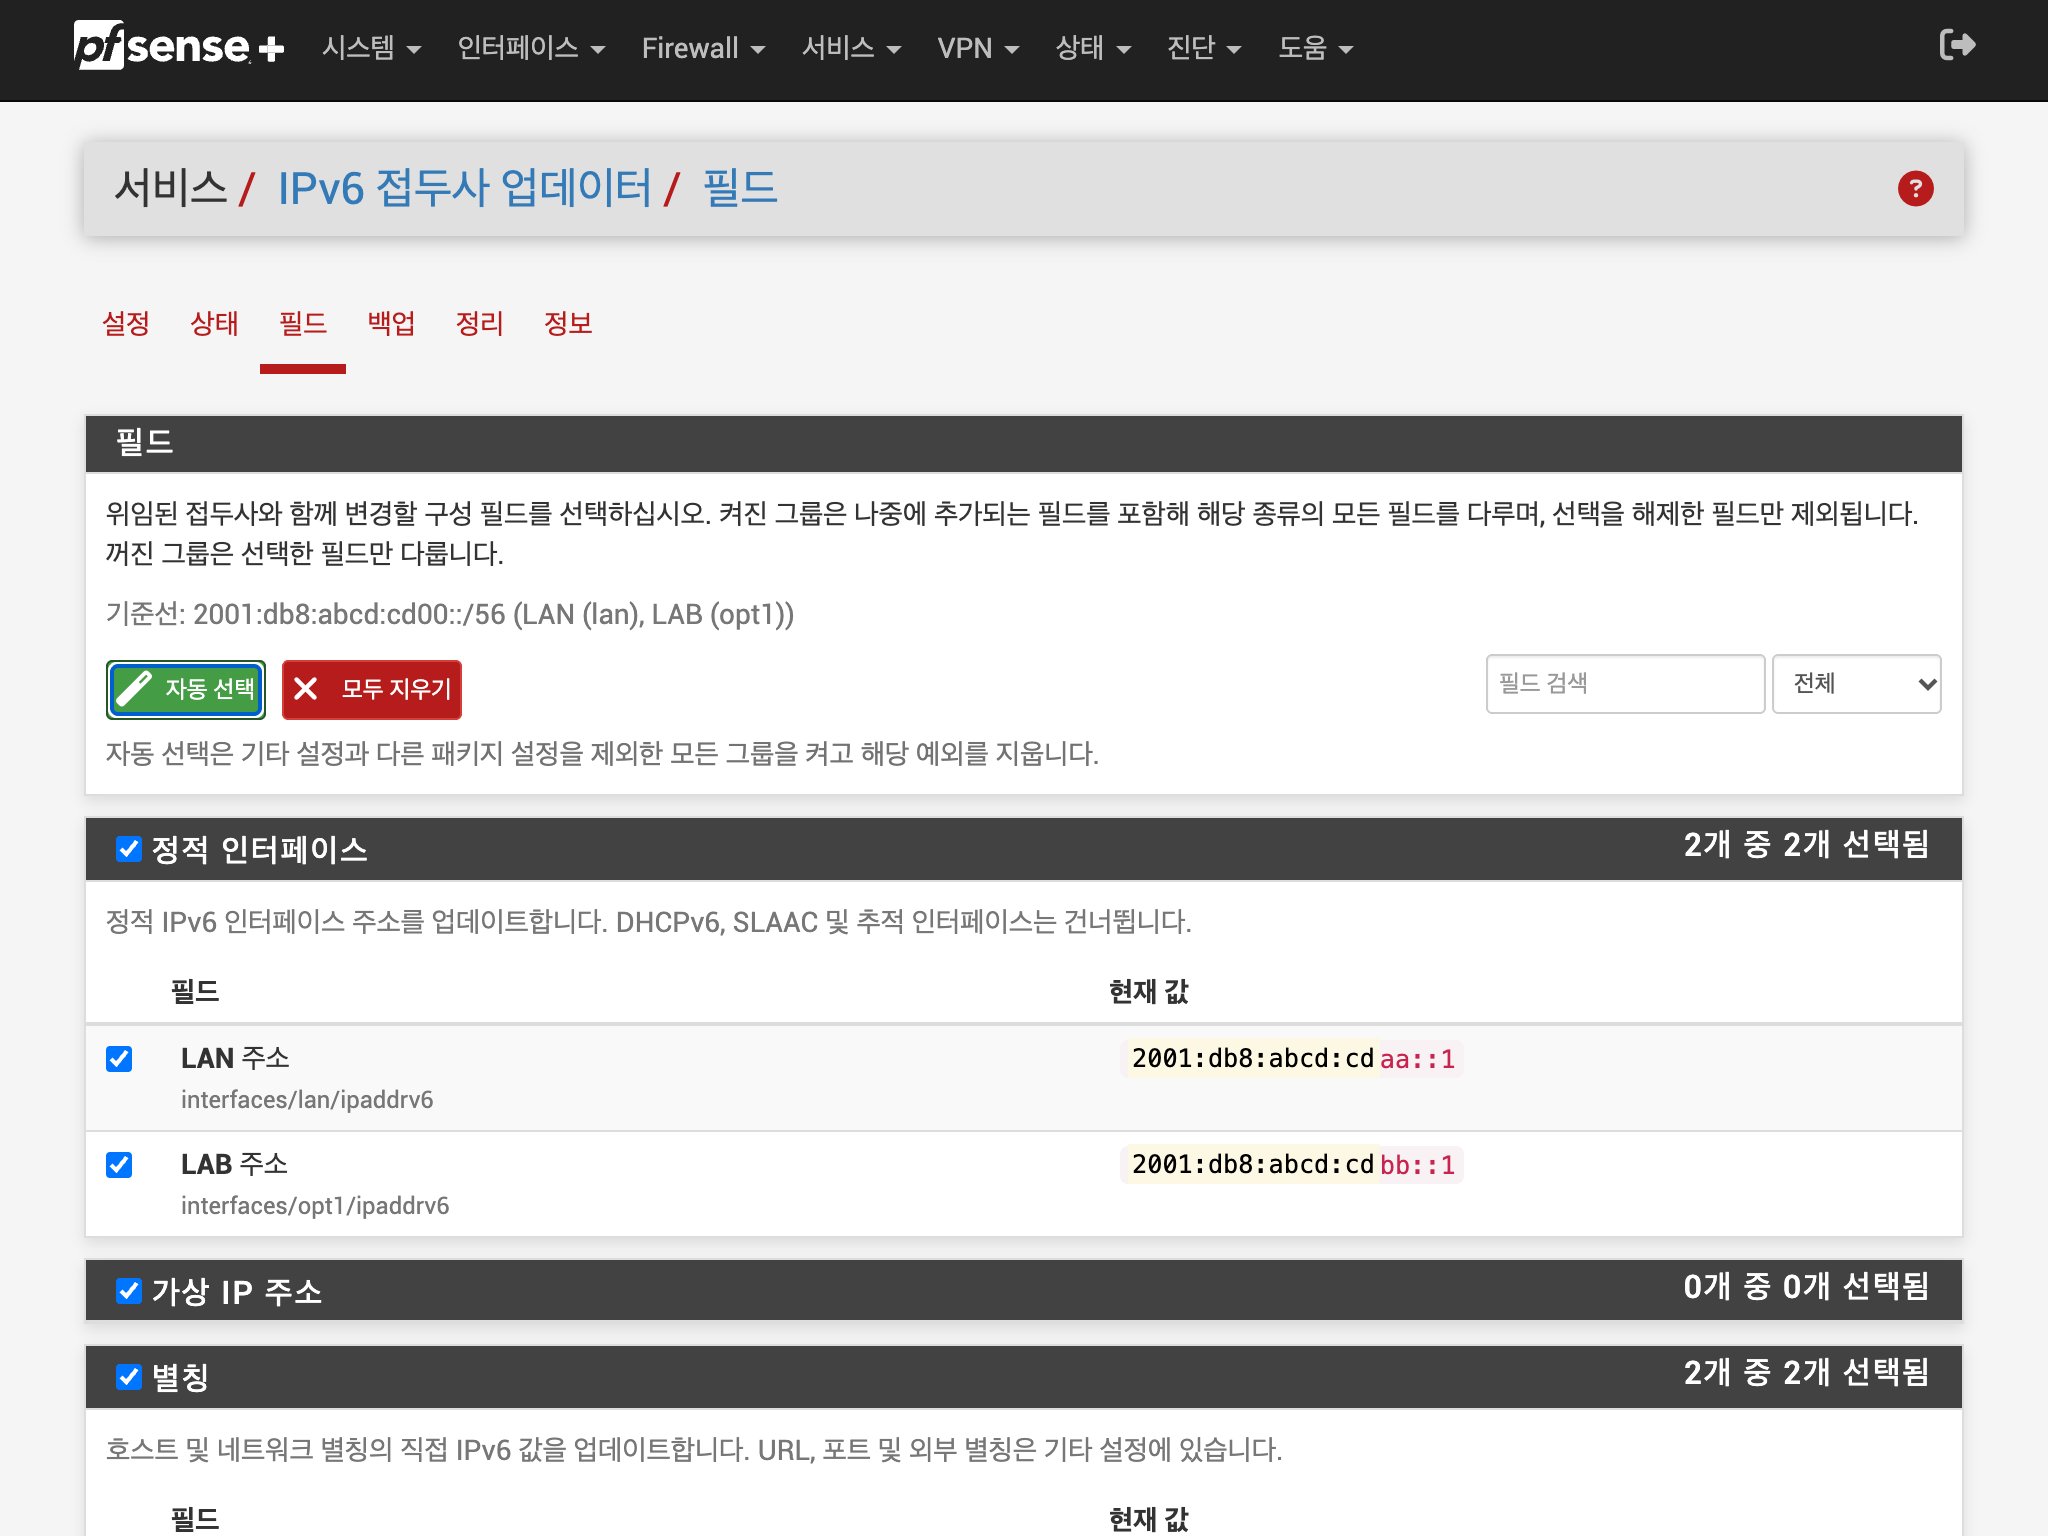 pfsense+ 시스템 인터페이스 Firewall 서비스 VPN 상태 진단 도움
서비스 / IPv6 접두사 업데이터 / 필드
설정 상태 필드 백업 정리 정보
필드
위임된 접두사와 함께 변경할 구성 필드를 선택하십시오. 켜진 그룹은 나중에 추가되는 필드를 포함해 해당 종류의 모든 필드를 다루며, 선택을 해제한 필드만 제외됩니다.
꺼진 그룹은 선택한 필드만 다룹니다.
기준선: 2001:db8:abcd:cd00::/56 (LAN (lan), LAB (opt1))
자동 선택 모두 지우기 필드 검색 전체
자동 선택은 기타 설정과 다른 패키지 설정을 제외한 모든 그룹을 켜고 해당 예외를 지웁니다.
정적 인터페이스 2개 중 2개 선택됨
정적 IPv6 인터페이스 주소를 업데이트합니다. DHCPv6, SLAAC 및 추적 인터페이스는 건너뜁니다.
필드 현재 값
LAN 주소 2001:db8:abcd:cdaa::1
interfaces/lan/ipaddrv6
LAB 주소 2001:db8:abcd:cdbb::1
interfaces/opt1/ipaddrv6
가상 IP 주소 0개 중 0개 선택됨
별칭 2개 중 2개 선택됨
호스트 및 네트워크 별칭의 직접 IPv6 값을 업데이트합니다. URL, 포트 및 외부 별칭은 기타 설정에 있습니다.
필드 현재 값